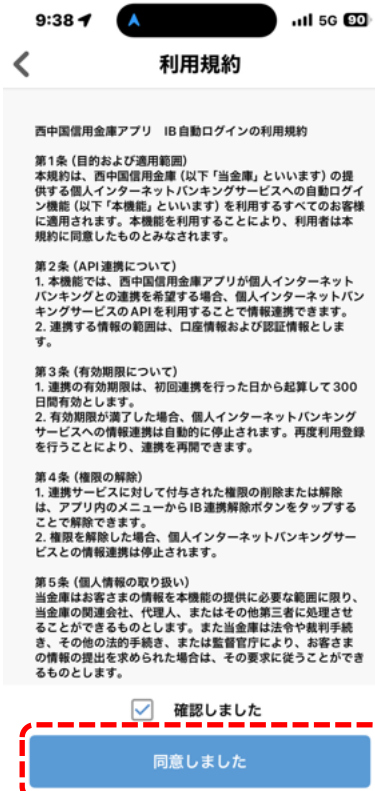 9:38
5G 90
利用規約
西中国信用金庫アプリ IB自動ログインの利用規約
第1条（目的および適用範囲）
本規約は、西中国信用金庫（以下「当金庫」といいます）の提
供する個人インターネットバンキングサービスへの自動ログイ
ン機能（以下「本機能」といいます）を利用するすべてのお客様
に適用されます。本機能を利用することにより、利用者は本
規約に同意したものとみなされます。
第2条（API連携について）
1. 本機能では、西中国信用金庫アプリが個人インターネット
バンキングとの連携を希望する場合、個人インターネットバン
キングサービスのAPIを利用することで情報連携できます。
2. 連携する情報の範囲は、口座情報および認証情報としま
す。
第3条（有効期限について）
1. 連携の有効期限は、初回連携を行った日から起算して300
日間有効とします。
2. 有効期限が満了した場合、個人インターネットバンキング
サービスへの情報連携は自動的に停止されます。再度利用登録
を行うことにより、連携を再開できます。
第4条（権限の解除）
1. 連携サービスに対して付与された権限の削除または解除
は、アプリ内のメニューからIB連携解除ボタンをタップする
ことで解除できます。
2. 権限を解除した場合、個人インターネットバンキングサー
ビスとの情報連携は停止されます。
第5条（個人情報の取り扱い）
当金庫はお客さまの情報を本機能の提供に必要な範囲に限り、
当金庫の関連会社、代理人、またはその他第三者に処理させ
ることができるものとします。また当金庫は法令や裁判手続
き、その他の法的手続き、または監督官庁により、お客さま
の情報の提出を求められた場合は、その要求に従うことができ
るものとします。
確認しました
同意しました